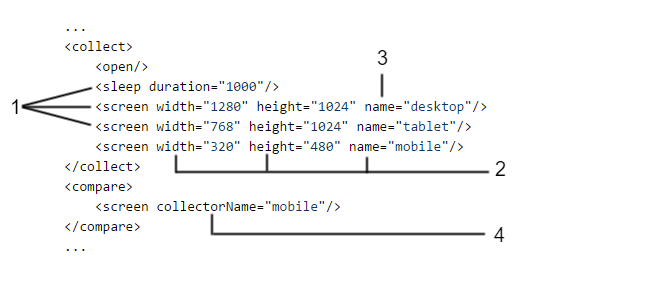 ...
<collect>
<open/>
3
<sleep duration="1000"/>
1
<screen width="1280" height="1024" name="desktop"/>
<screen width="768" height="1024" name="tablet"/>
<screen width="320" height="480" name="mobile"/>
</collect>
2
<compare>
<screen collectorName="mobile"/>
</compare>
4
...